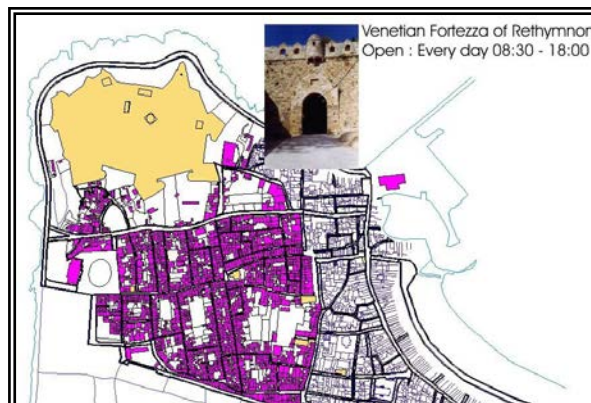 Venetian Fortezza of Rethymnon
Open : Every day 08:30 - 18:00